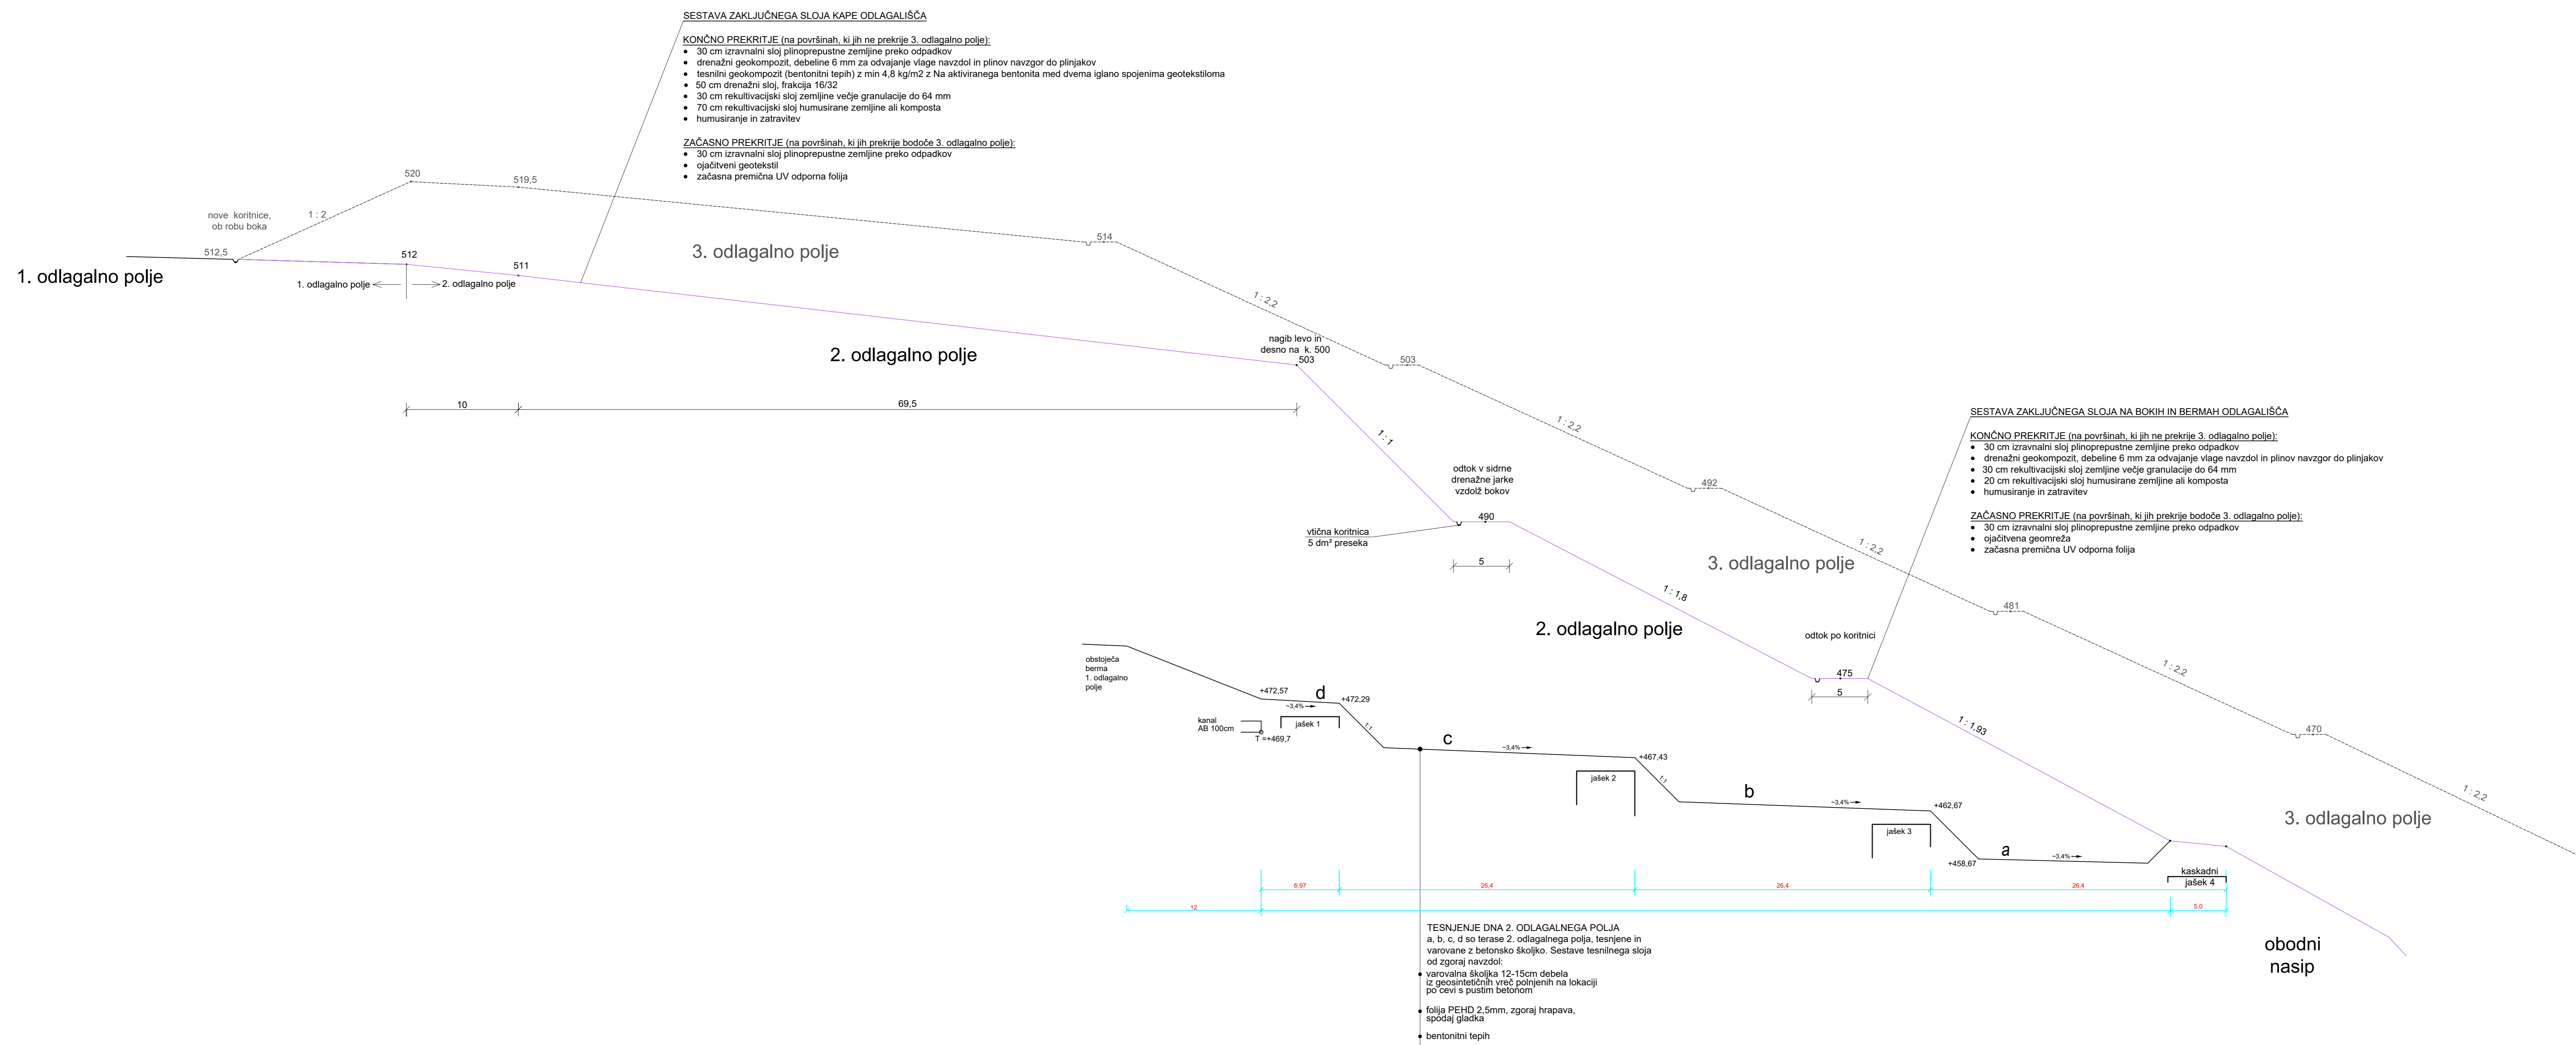 SESTAVA ZAKLJUČNEGA SLOJA KAPE ODLAGALIŠČA
KONČNO PREKRITJE (na površinah, ki jih ne prekrije 3. odlagalno polje):
• 30 cm izravnalni sloj plinoprepustne zemljine preko odpadkov
• drenažni geokompozit, debeline 6 mm za odvajanje vlage navzdol in plinov navzgor do plinjakov
• tesnilni geokompozit (bentonitni tepih) z min 4,8 kg/m2 z Na aktiviranega bentonita med dvema iglano spojenima geotekstiloma
• 50 cm drenažni sloj, frakcija 16/32
• 30 cm rekultivacijski sloj zemljine večje granulacije do 64 mm
• 70 cm rekultivacijski sloj humusirane zemljine ali komposta
• humusiranje in zatravitev
ZAČASNO PREKRITJE (na površinah, ki jih prekrije bodoče 3. odlagalno polje):
• 30 cm izravnalni sloj plinoprepustne zemljine preko odpadkov
• ojačitveni geotekstil
• začasna premična UV odporna folija
520
519,5
nove koritnice,
ob robu boka
1 : 2
512,5
512
511
514
1. odlagalno polje
1. odlagalno polje
2. odlagalno polje
3. odlagalno polje
2. odlagalno polje
1 : 2,2
nagib levo in
desno na k. 500
503
503
10
69,5
1 : 1
1 : 2,2
odtok v sidrne
drenažne jarke
vzdolž bokov
492
490
vtična koritnica
5 dm² preseka
5
1 : 2,2
SESTAVA ZAKLJUČNEGA SLOJA NA BOKIH IN BERMAH ODLAGALIŠČA
KONČNO PREKRITJE (na površinah, ki jih ne prekrije 3. odlagalno polje):
• 30 cm izravnalni sloj plinoprepustne zemljine preko odpadkov
• drenažni geokompozit, debeline 6 mm za odvajanje vlage navzdol in plinov navzgor do plinjakov
• 30 cm rekultivacijski sloj zemljine večje granulacije do 64 mm
• 20 cm rekultivacijski sloj humusirane zemljine ali komposta
• humusiranje in zatravitev
ZAČASNO PREKRITJE (na površinah, ki jih prekrije bodoče 3. odlagalno polje):
• 30 cm izravnalni sloj plinoprepustne zemljine preko odpadkov
• ojačitvena geomreža
• začasna premična UV odporna folija
3. odlagalno polje
1 : 1,8
481
2. odlagalno polje
odtok po koritnici
475
5
1 : 2,2
1 : 1,93
470
1 : 2,2
3. odlagalno polje
obstoječa
berma
1. odlagalno
polje
+472,57
d
+472,29
~3,4%
jašek 1
kanal
AB 100cm
T =+469,7
1:1
c
~3,4%
+467,43
jašek 2
1:1
b
~3,4%
+462,67
jašek 3
a
+458,67
~3,4%
kaskadni
jašek 4
6,97
26,4
26,4
26,4
12
5,0
obodni
nasip
TESNJENJE DNA 2. ODLAGALNEGA POLJA
a, b, c, d so terase 2. odlagalnega polja, tesnjene in
varovane z betonsko školjko. Sestave tesnilnega sloja
od zgoraj navzdol:
• varovalna školjka 12-15cm debela
iz geosintetičnih vreč polnjenih na lokaciji
po cevi s pustim betonom
• folija PEHD 2,5mm, zgoraj hrapava,
spodaj gladka
• bentonitni tepih